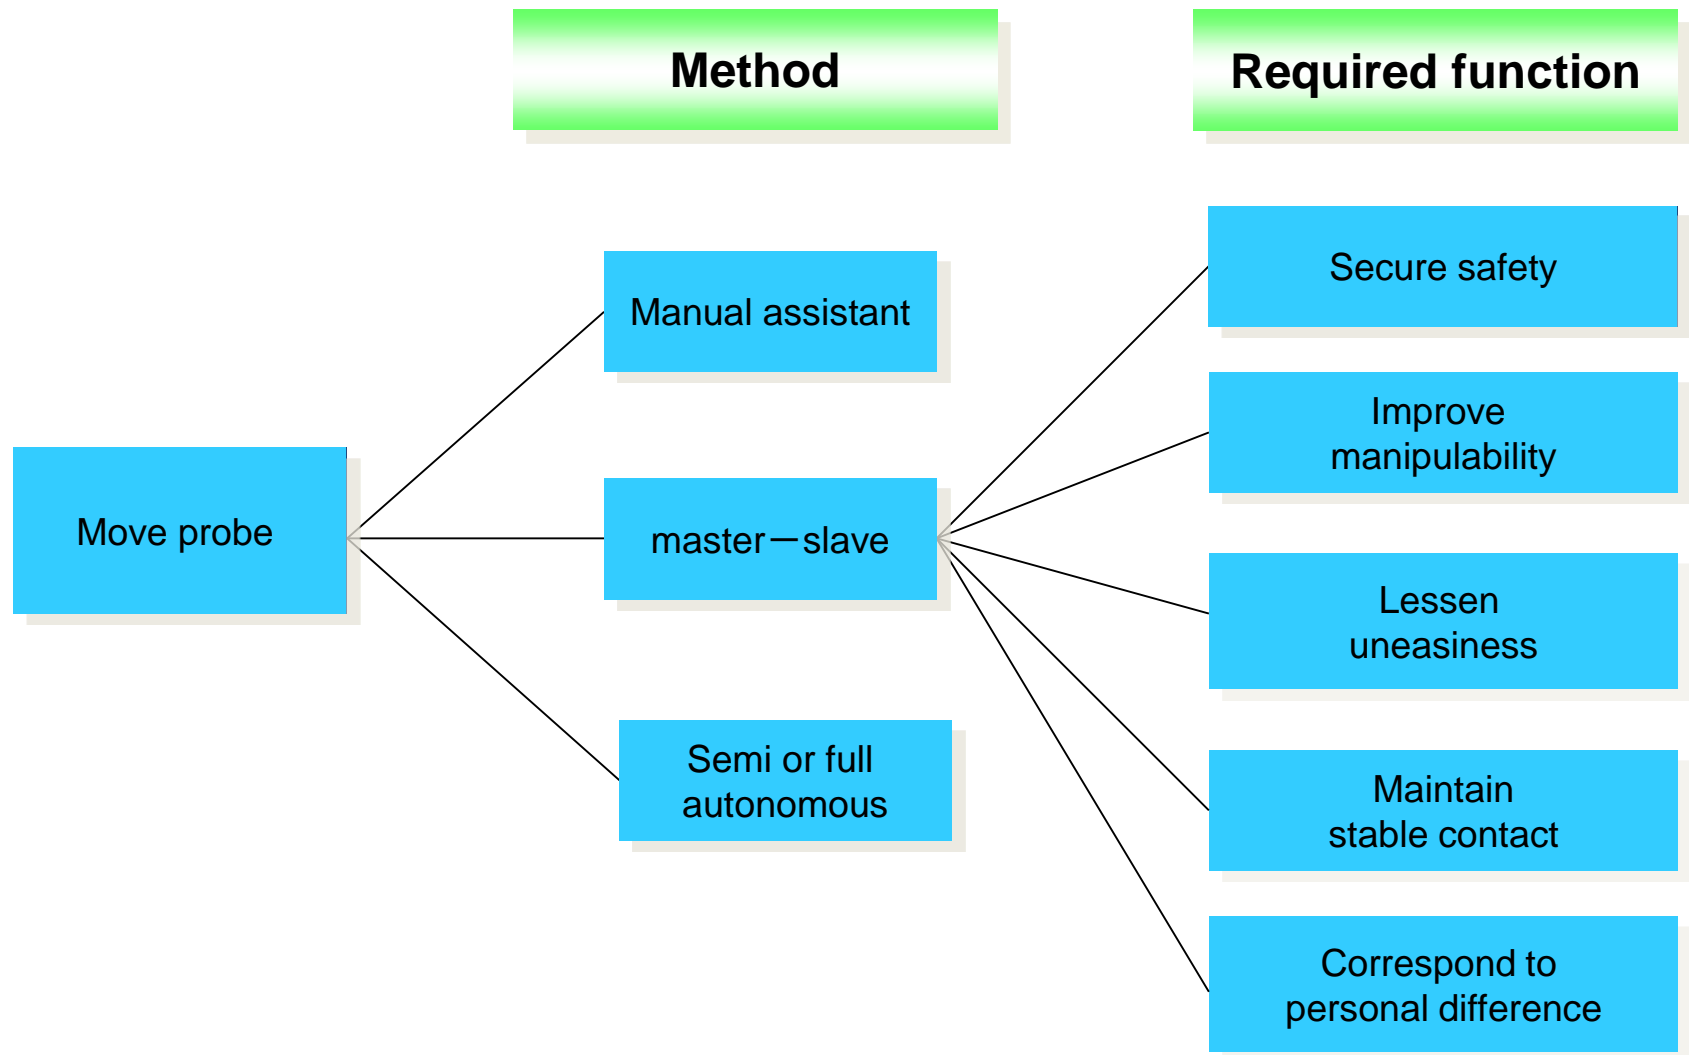 Method
Required function
Move probe
Manual assistant
master－slave
Semi or full
autonomous
Secure safety
Improve
manipulability
Lessen
uneasiness
Maintain
stable contact
Correspond to
personal difference